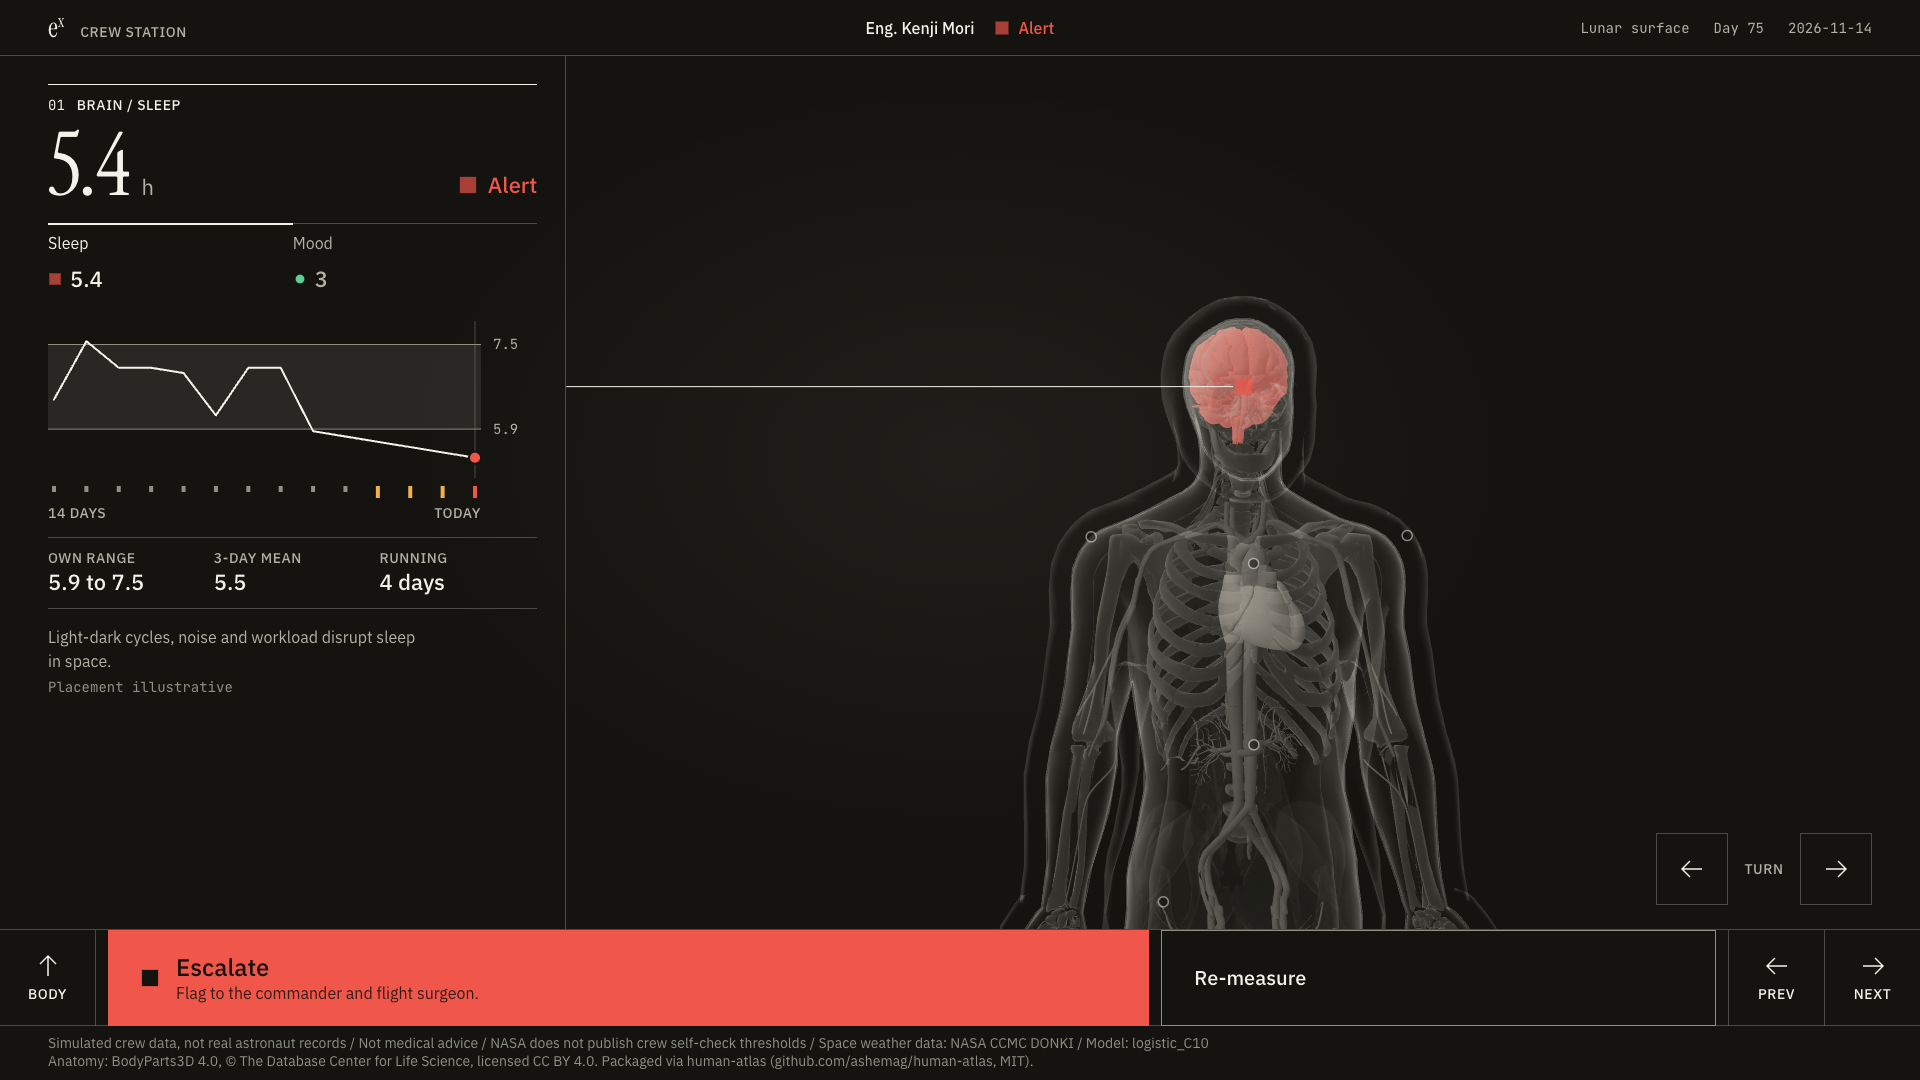 eˣ CREW STATION
Eng. Kenji Mori Alert
Lunar surface Day 75 2026-11-14
01 BRAIN / SLEEP
5.4 h
Alert
Sleep Mood
5.4 3
7.5
5.9
14 DAYS TODAY
OWN RANGE 3-DAY MEAN RUNNING
5.9 to 7.5 5.5 4 days
Light-dark cycles, noise and workload disrupt sleep
in space.
Placement illustrative
TURN
BODY
Escalate
Flag to the commander and flight surgeon.
Re-measure
PREV NEXT
Simulated crew data, not real astronaut records / Not medical advice / NASA does not publish crew self-check thresholds / Space weather data: NASA CCMC DONKI / Model: logistic_C10
Anatomy: BodyParts3D 4.0, © The Database Center for Life Science, licensed CC BY 4.0. Packaged via human-atlas (github.com/ashemag/human-atlas, MIT).